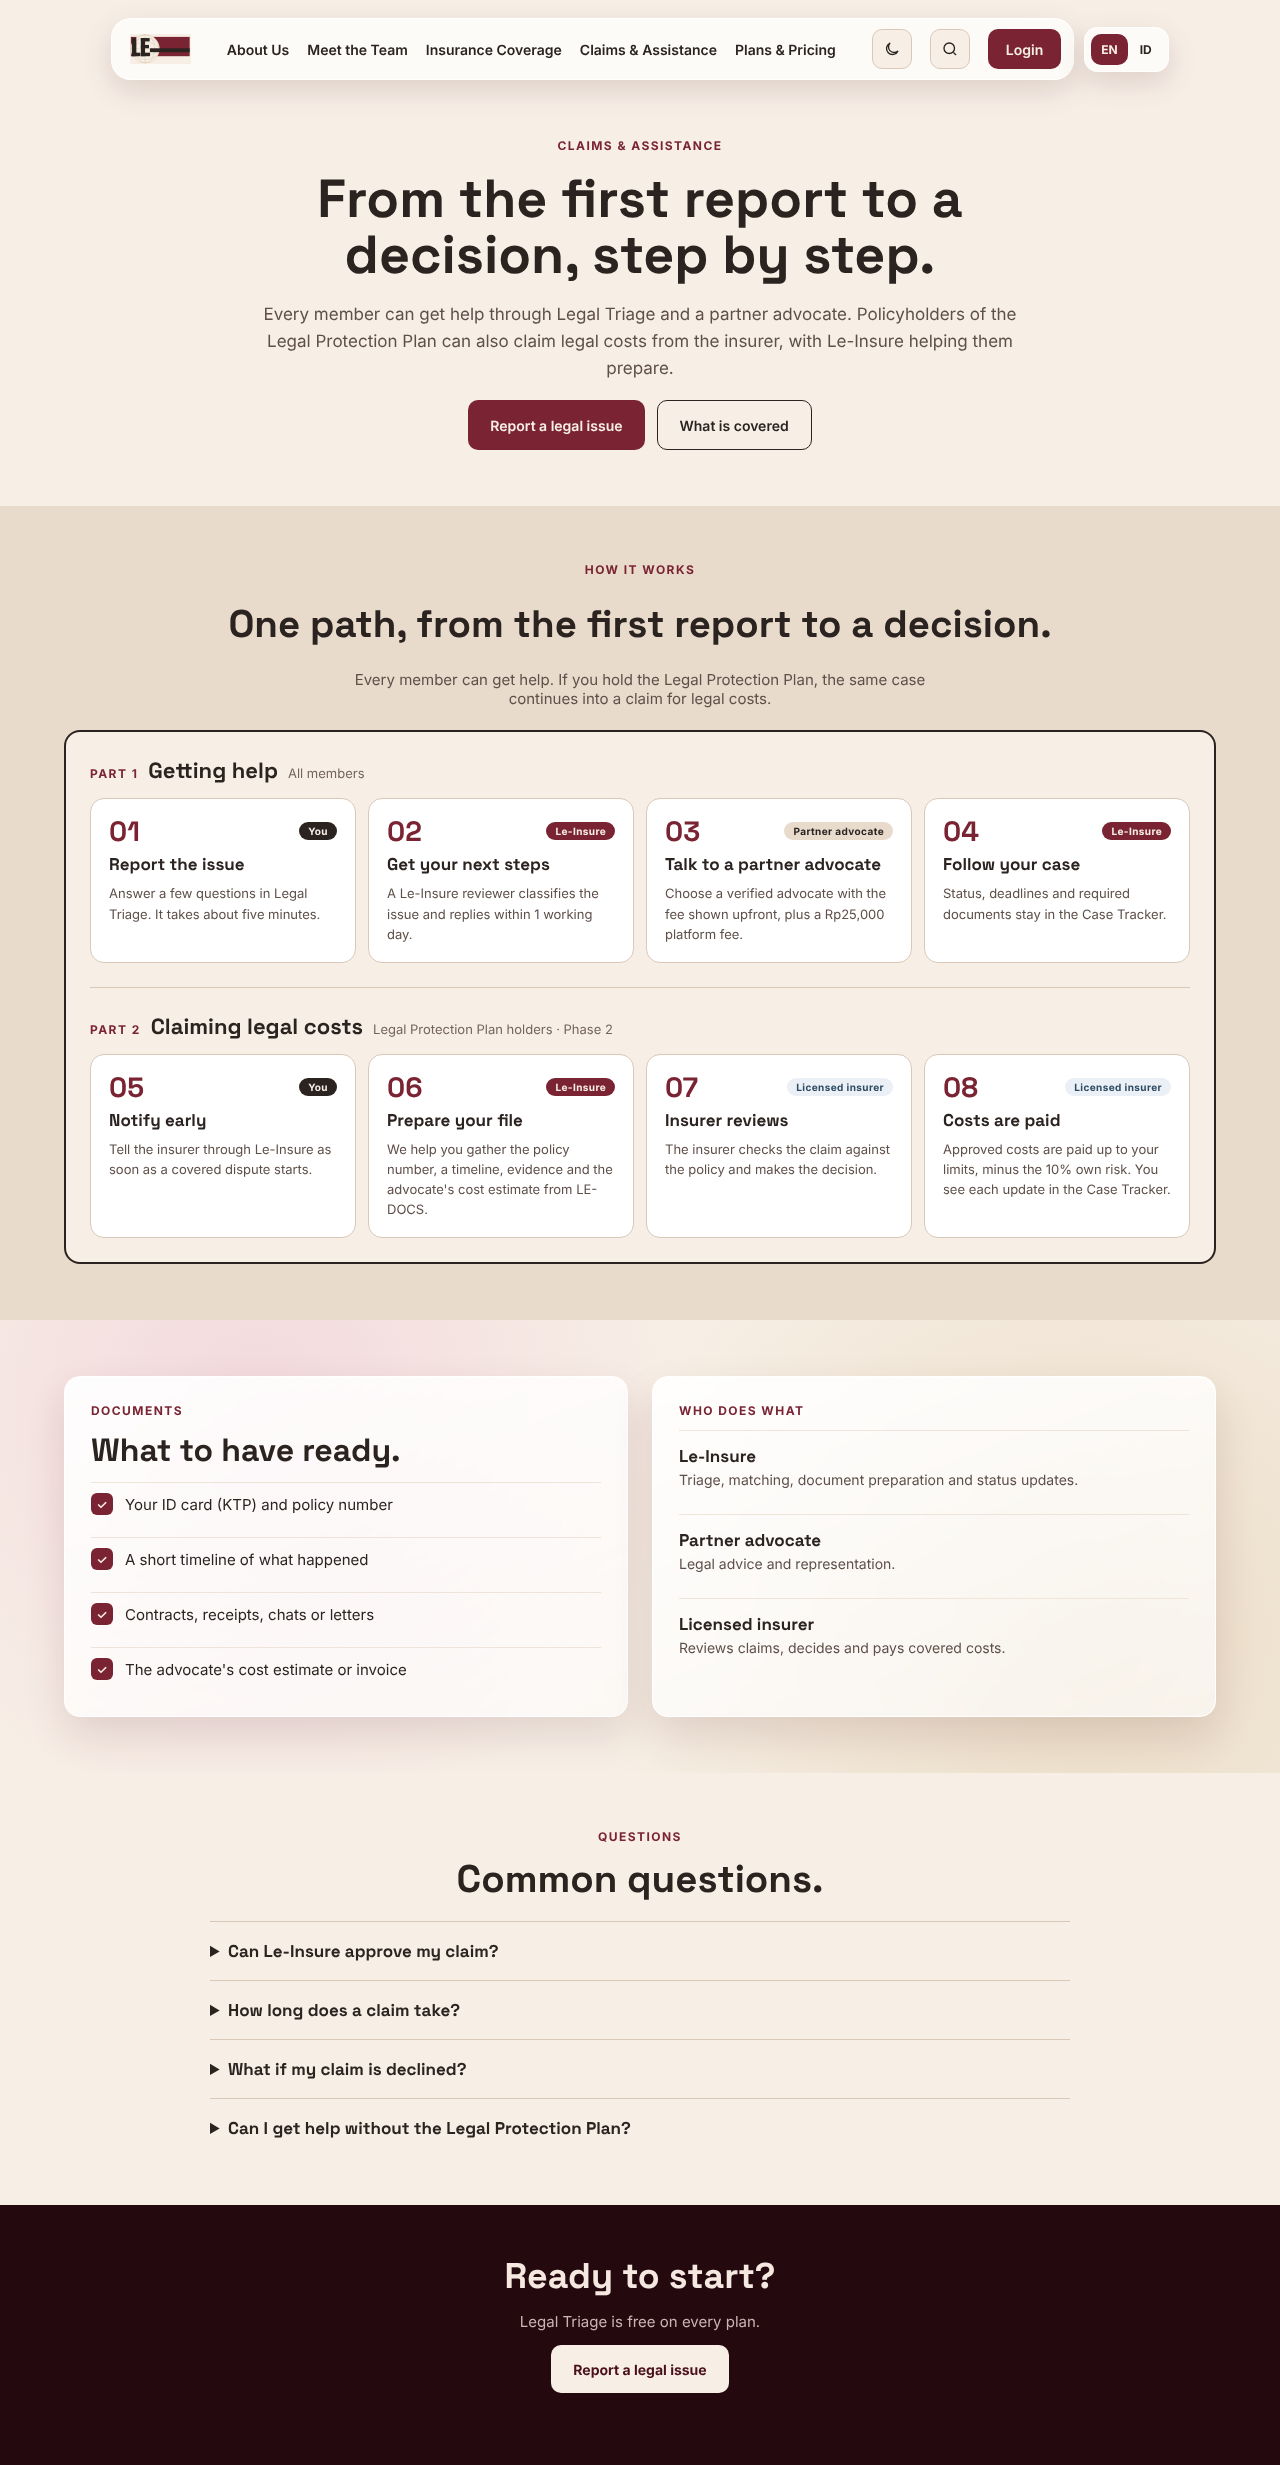 LE
About Us Meet the Team Insurance Coverage Claims & Assistance Plans & Pricing Login EN ID
CLAIMS & ASSISTANCE
From the first report to a
decision, step by step.
Every member can get help through Legal Triage and a partner advocate. Policyholders of the
Legal Protection Plan can also claim legal costs from the insurer, with Le-Insure helping them
prepare.
Report a legal issue What is covered
HOW IT WORKS
One path, from the first report to a decision.
Every member can get help. If you hold the Legal Protection Plan, the same case
continues into a claim for legal costs.
PART 1 Getting help All members
01 You
Report the issue
Answer a few questions in Legal
Triage. It takes about five minutes.
02 Le-Insure
Get your next steps
A Le-Insure reviewer classifies the
issue and replies within 1 working
day.
03 Partner advocate
Talk to a partner advocate
Choose a verified advocate with the
fee shown upfront, plus a Rp25,000
platform fee.
04 Le-Insure
Follow your case
Status, deadlines and required
documents stay in the Case Tracker.
PART 2 Claiming legal costs Legal Protection Plan holders · Phase 2
05 You
Notify early
Tell the insurer through Le-Insure as
soon as a covered dispute starts.
06 Le-Insure
Prepare your file
We help you gather the policy
number, a timeline, evidence and the
advocate's cost estimate from LE-
DOCS.
07 Licensed insurer
Insurer reviews
The insurer checks the claim against
the policy and makes the decision.
08 Licensed insurer
Costs are paid
Approved costs are paid up to your
limits, minus the 10% own risk. You
see each update in the Case Tracker.
DOCUMENTS
What to have ready.
Your ID card (KTP) and policy number
A short timeline of what happened
Contracts, receipts, chats or letters
The advocate's cost estimate or invoice
WHO DOES WHAT
Le-Insure
Triage, matching, document preparation and status updates.
Partner advocate
Legal advice and representation.
Licensed insurer
Reviews claims, decides and pays covered costs.
QUESTIONS
Common questions.
Can Le-Insure approve my claim?
How long does a claim take?
What if my claim is declined?
Can I get help without the Legal Protection Plan?
Ready to start?
Legal Triage is free on every plan.
Report a legal issue